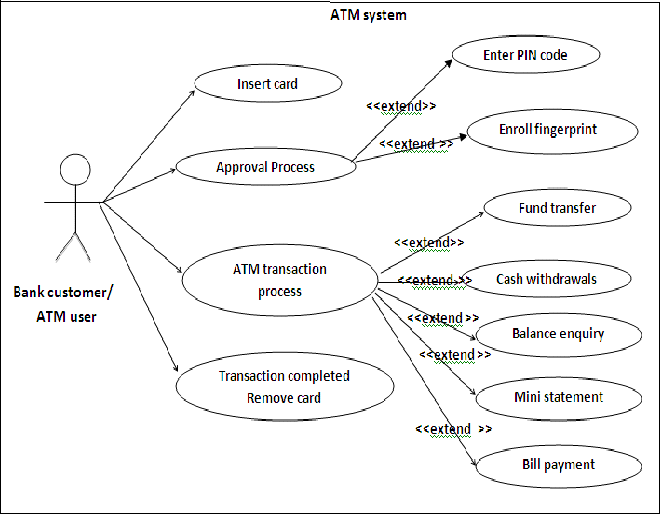 ATM system
Enter PIN code
Insert card
<<extend>>
Enroll fingerprint
<<extend >>
Approval Process
Fund transfer
<<extend>>
ATM transaction
process
<<extend >>
Cash withdrawals
Bank customer/
ATM user
<<extend >>
Balance enquiry
<<extend >>
Transaction completed
Remove card
Mini statement
<<extend  >>
Bill payment